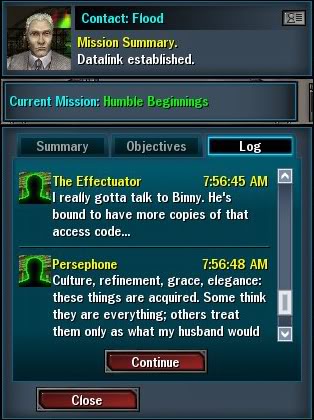 Contact: Flood
Mission Summary.
Datalink established.
Current Mission: Humble Beginnings
Summary
Objectives
Log
The Effectuator 7:56:45 AM
I really gotta talk to Binny. He's
bound to have more copies of that
access code...
Persephone 7:56:48 AM
Culture, refinement, grace, elegance:
these things are acquired. Some think
they are everything; others treat
them only as what my husband would
Continue
Close